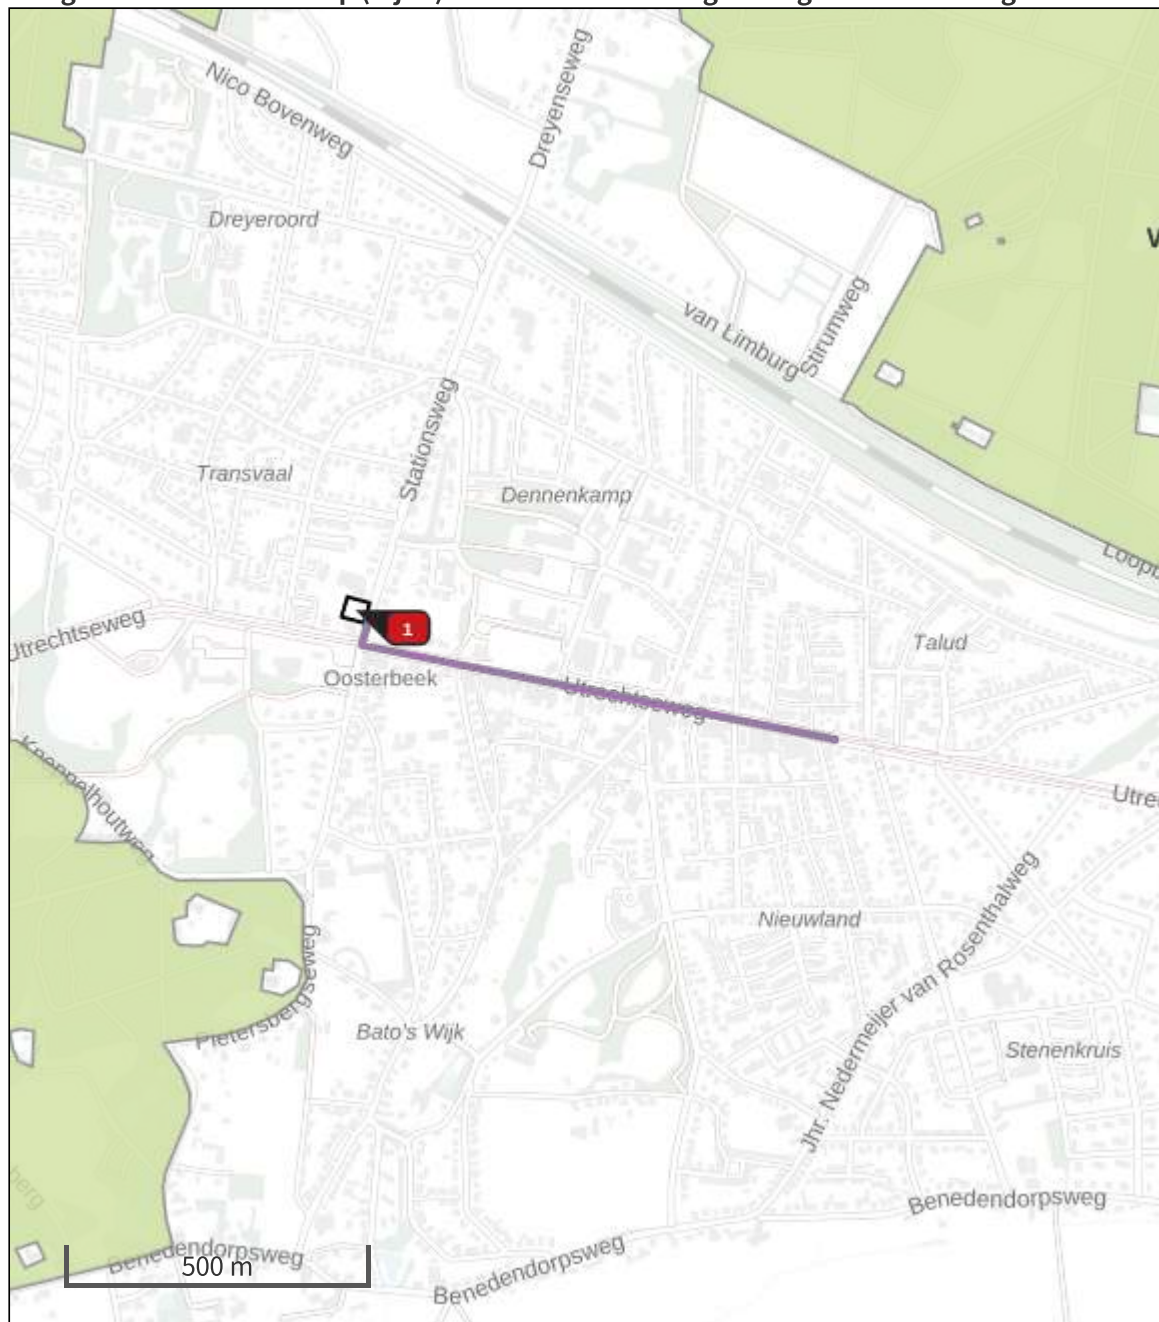 Nico Bovenweg
Dreyenseweg
Dreyeroord
van Limburg
Stirumweg
Stationsweg
Transvaal
Dennenkamp
Utrechtseweg
1
Talud
Oosterbeek
Utrechtseweg
Kneppelhoutweg
Nieuwland
Jhr. Nedermeijer van Rosenthalweg
Pietersbergseweg
Bato's Wijk
Stenenkruis
Benedendorpsweg
Benedendorpsweg
Benedendorpsweg
500 m